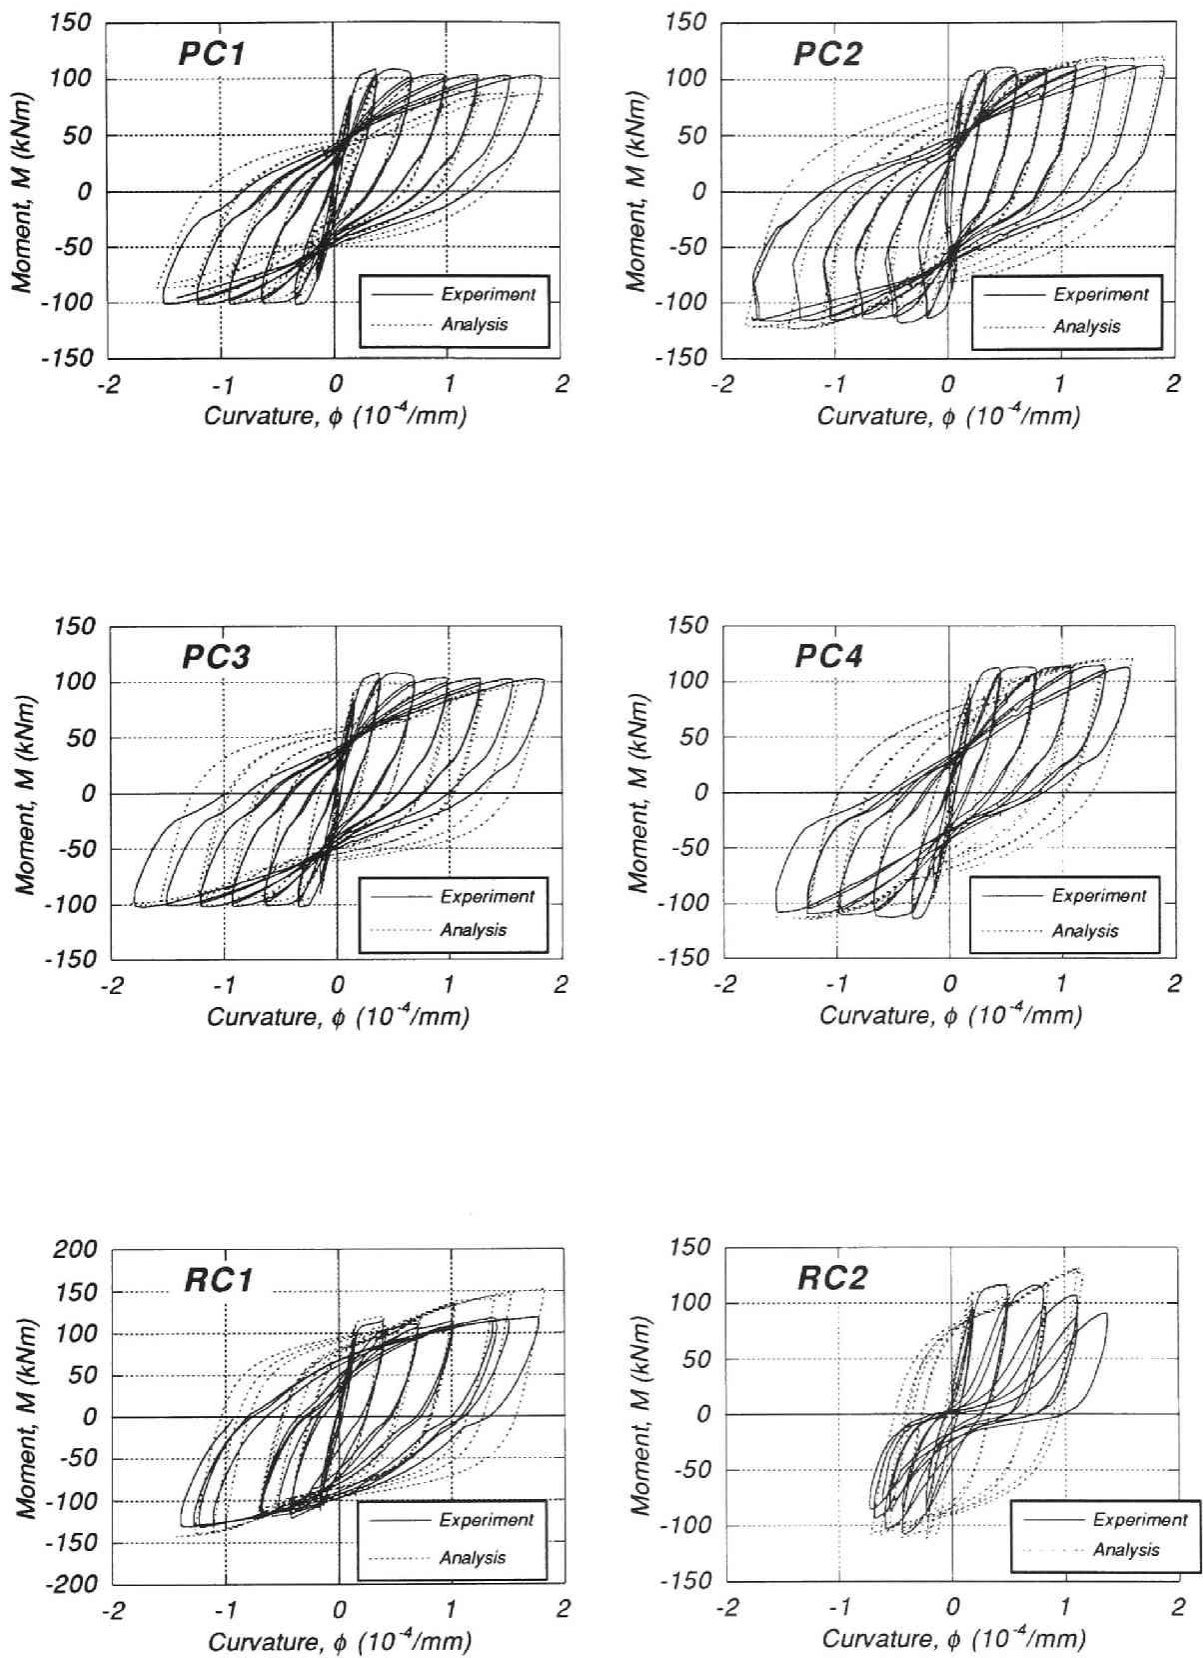 PC1
150
100
50
0
-50
-100
-150
Moment, M (kNm)
Experiment
Analysis
-2 -1 0 1 2
Curvature, ϕ (10⁻⁴/mm)
PC2
150
100
50
0
-50
-100
-150
Moment, M (kNm)
Experiment
Analysis
-2 -1 0 1 2
Curvature, ϕ (10⁻⁴/mm)
PC3
150
100
50
0
-50
-100
-150
Moment, M (kNm)
Experiment
Analysis
-2 -1 0 1 2
Curvature, ϕ (10⁻⁴/mm)
PC4
150
100
50
0
-50
-100
-150
Moment, M (kNm)
Experiment
Analysis
-2 -1 0 1 2
Curvature, ϕ (10⁻⁴/mm)
RC1
200
150
100
50
0
-50
-100
-150
-200
Moment, M (kNm)
Experiment
Analysis
-2 -1 0 1 2
Curvature, ϕ (10⁻⁴/mm)
RC2
150
100
50
0
-50
-100
-150
Moment, M (kNm)
Experiment
Analysis
-2 -1 0 1 2
Curvature, ϕ (10⁻⁴/mm)